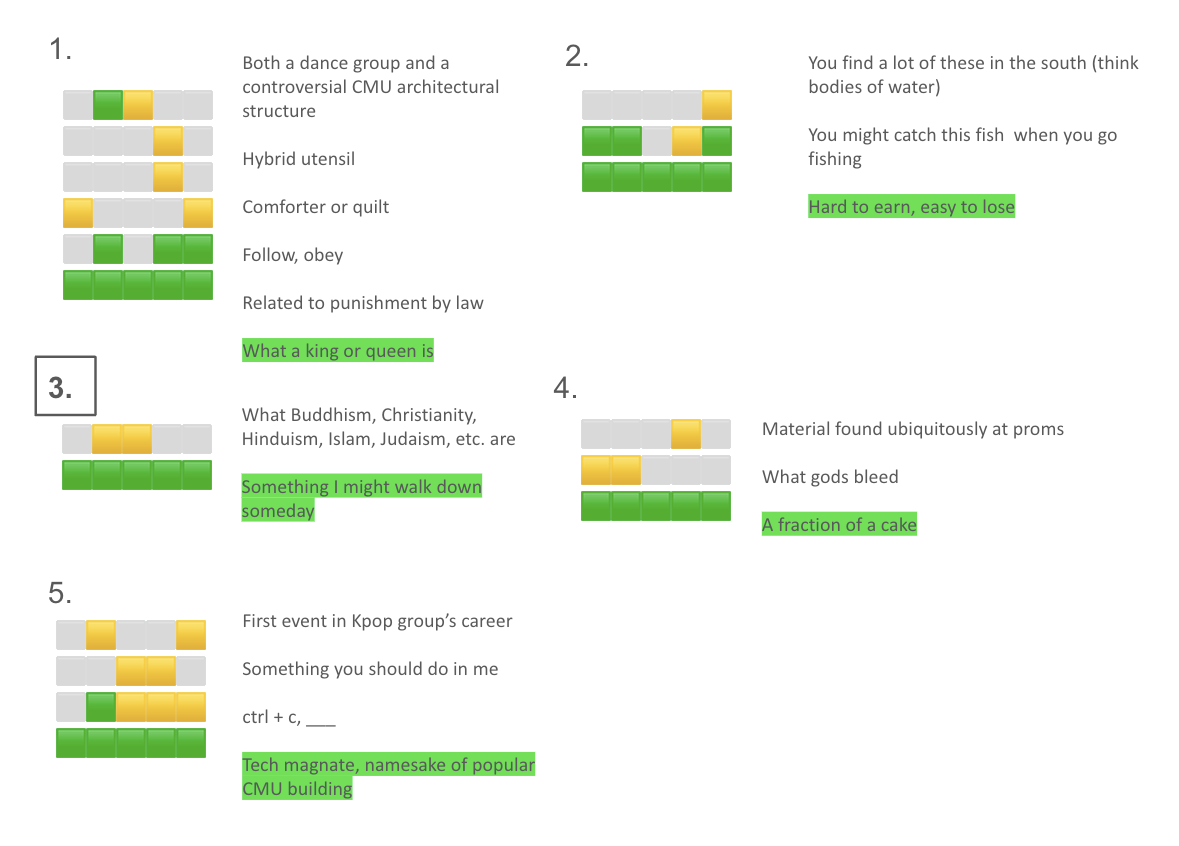 1.
Both a dance group and a
controversial CMU architectural
structure
Hybrid utensil
Comforter or quilt
Follow, obey
Related to punishment by law
What a king or queen is
2.
You find a lot of these in the south (think
bodies of water)
You might catch this fish when you go
fishing
Hard to earn, easy to lose
3.
What Buddhism, Christianity,
Hinduism, Islam, Judaism, etc. are
Something I might walk down
someday
4.
Material found ubiquitously at proms
What gods bleed
A fraction of a cake
5.
First event in Kpop group’s career
Something you should do in me
ctrl + c, ___
Tech magnate, namesake of popular
CMU building